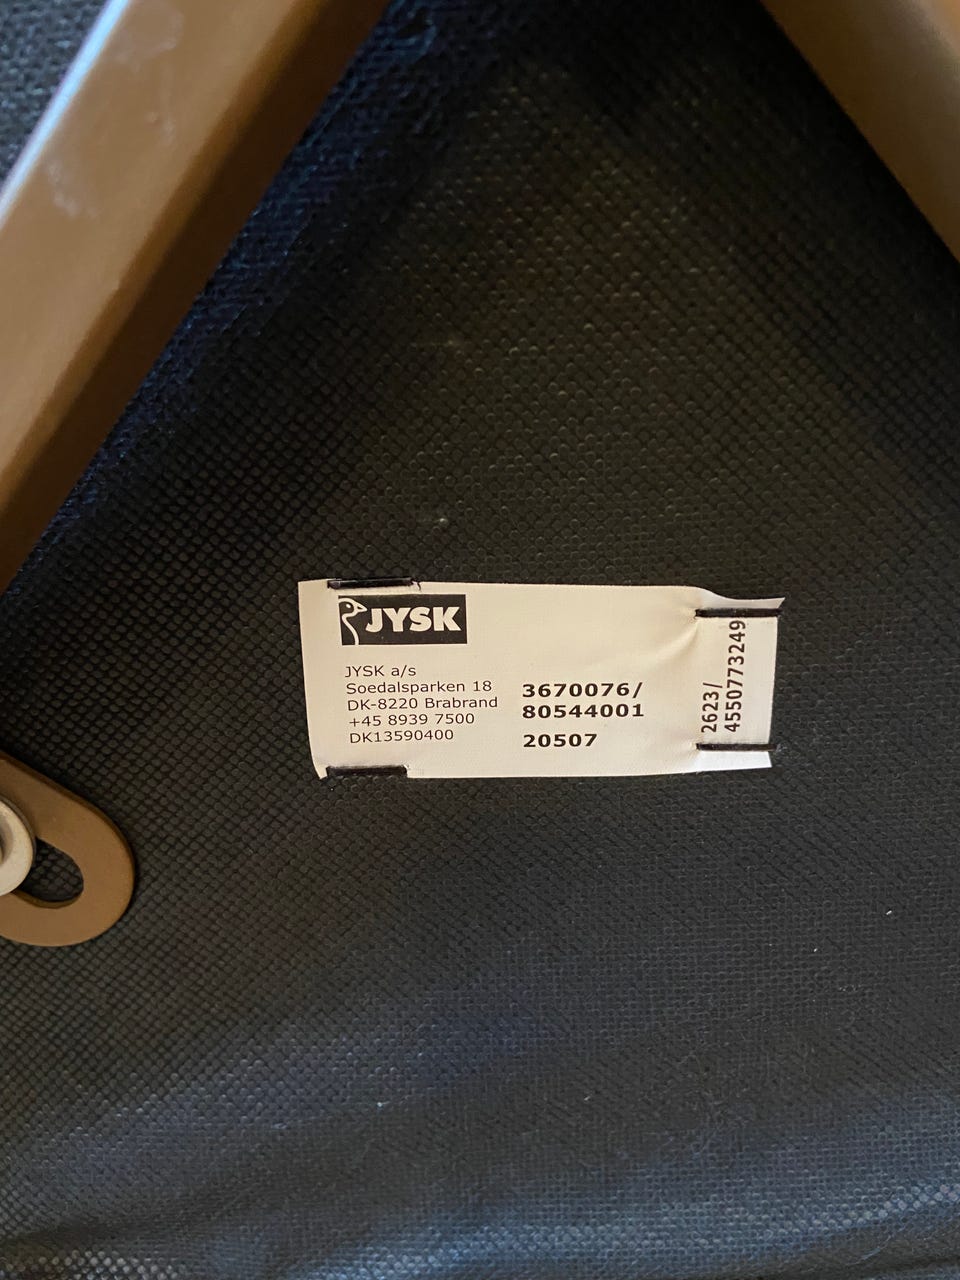 JYSK
JYSK a/s
Soedalsparken 18
DK-8220 Brabrand
+45 8939 7500
DK13590400
3670076/
80544001
20507
2623/
4550773249